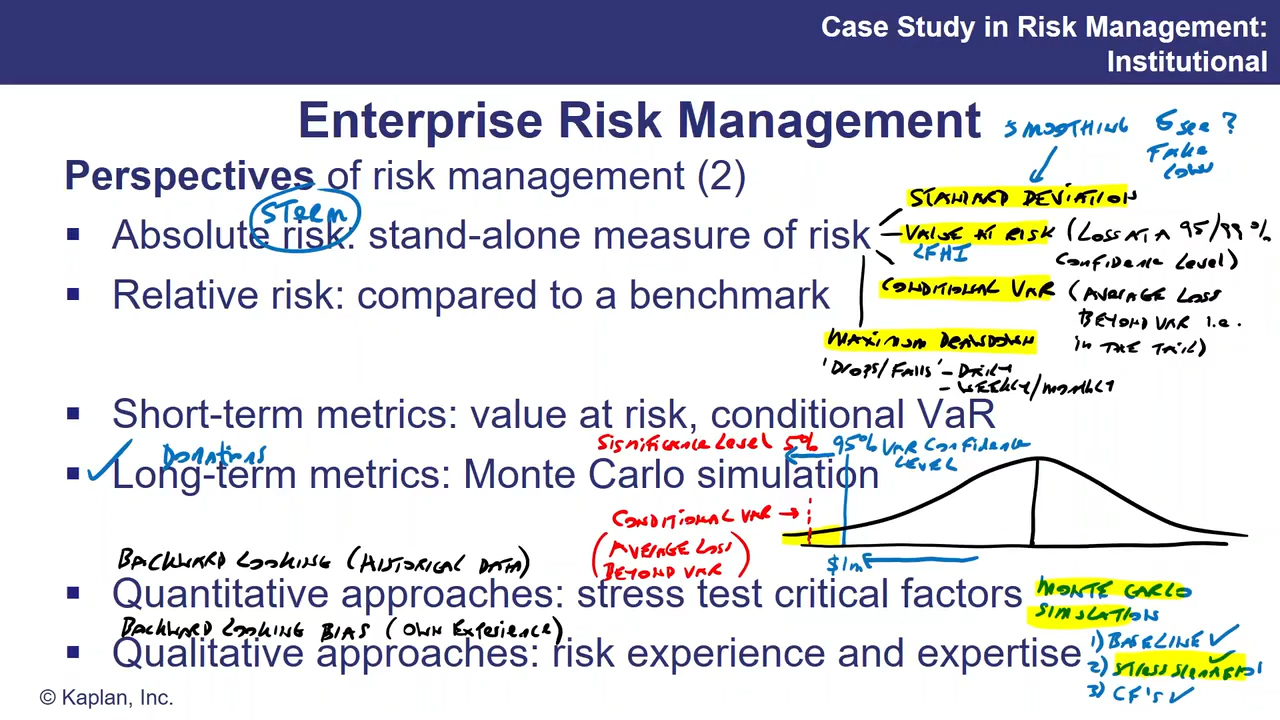 Case Study in Risk Management:
Institutional
Enterprise Risk Management
SMOOTHING
Fake
Perspectives of risk management (2)
STERM
STANDARD DEVIATION
Absolute risk: stand-alone measure of risk
VALUE AT RISK (LOSS AT A 95/99%
CONFIDENCE LEVEL)
LFHI
Relative risk: compared to a benchmark
CONDITIONAL VAR (AVERAGE LOSS
BEYOND VAR i.e.
IN THE TAIL)
MAXIMUM DRAWDOWN
'DROPS/FALLS' - DAILY
- WEEKLY/MONTHLY
Short-term metrics: value at risk, conditional VaR
DONATIONS
SIGNIFICANCE LEVEL 5%
95% VAR CONFIDENCE
LEVEL
Long-term metrics: Monte Carlo simulation
CONDITIONAL VAR
(AVERAGE LOSS
BEYOND VAR)
$1m
BACKWARD LOOKING (HISTORICAL DATA)
Quantitative approaches: stress test critical factors
MONTE CARLO
SIMULATION
1) BASELINE
2) STRESS
3) CF's
BACKWARD LOOKING BIAS (OWN EXPERIENCE)
Qualitative approaches: risk experience and expertise
© Kaplan, Inc.